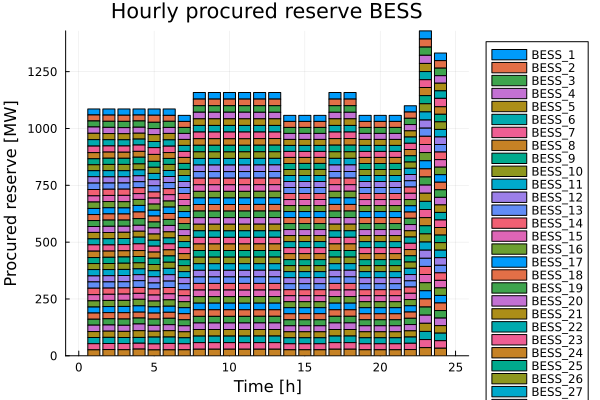 Hourly procured reserve BESS
Procured reserve [MW]
1250
1000
750
500
250
0
0 5 10 15 20 25
Time [h]
BESS_1
BESS_2
BESS_3
BESS_4
BESS_5
BESS_6
BESS_7
BESS_8
BESS_9
BESS_10
BESS_11
BESS_12
BESS_13
BESS_14
BESS_15
BESS_16
BESS_17
BESS_18
BESS_19
BESS_20
BESS_21
BESS_22
BESS_23
BESS_24
BESS_25
BESS_26
BESS_27